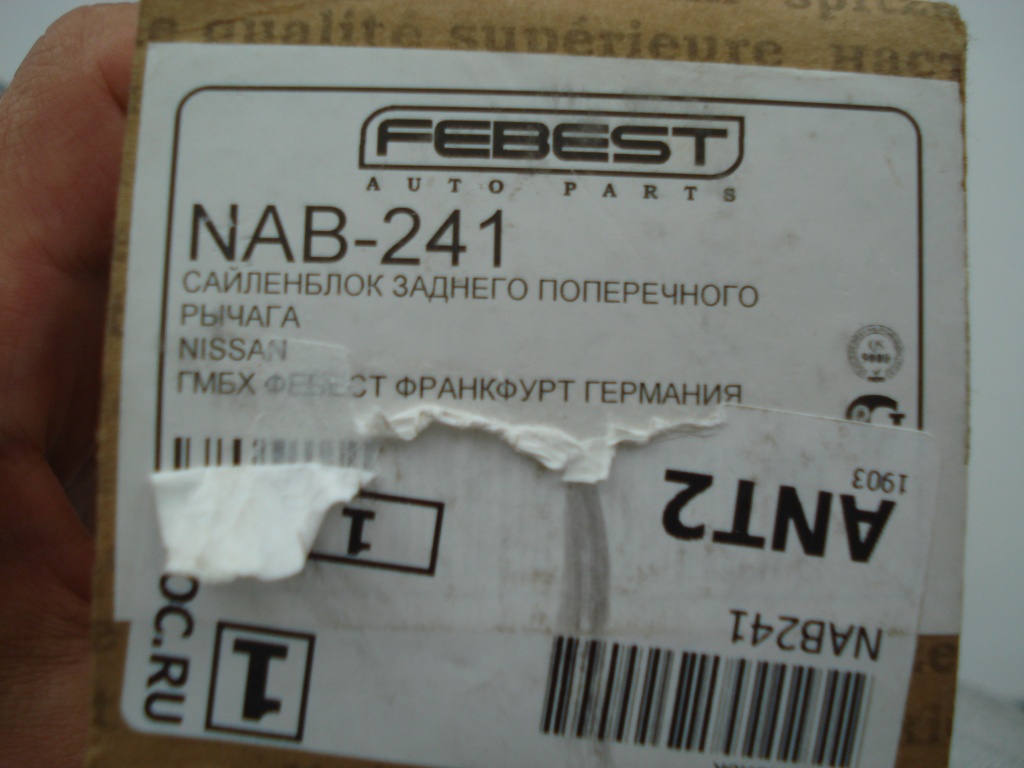 qualité supérieure
FEBEST
AUTO PARTS
NAB-241
САЙЛЕНБЛОК ЗАДНЕГО ПОПЕРЕЧНОГО
РЫЧАГА
NISSAN
ГМБХ ФЕБЕСТ ФРАНКФУРТ ГЕРМАНИЯ
1903
ANT2
1
NAB241
1
OC.RU